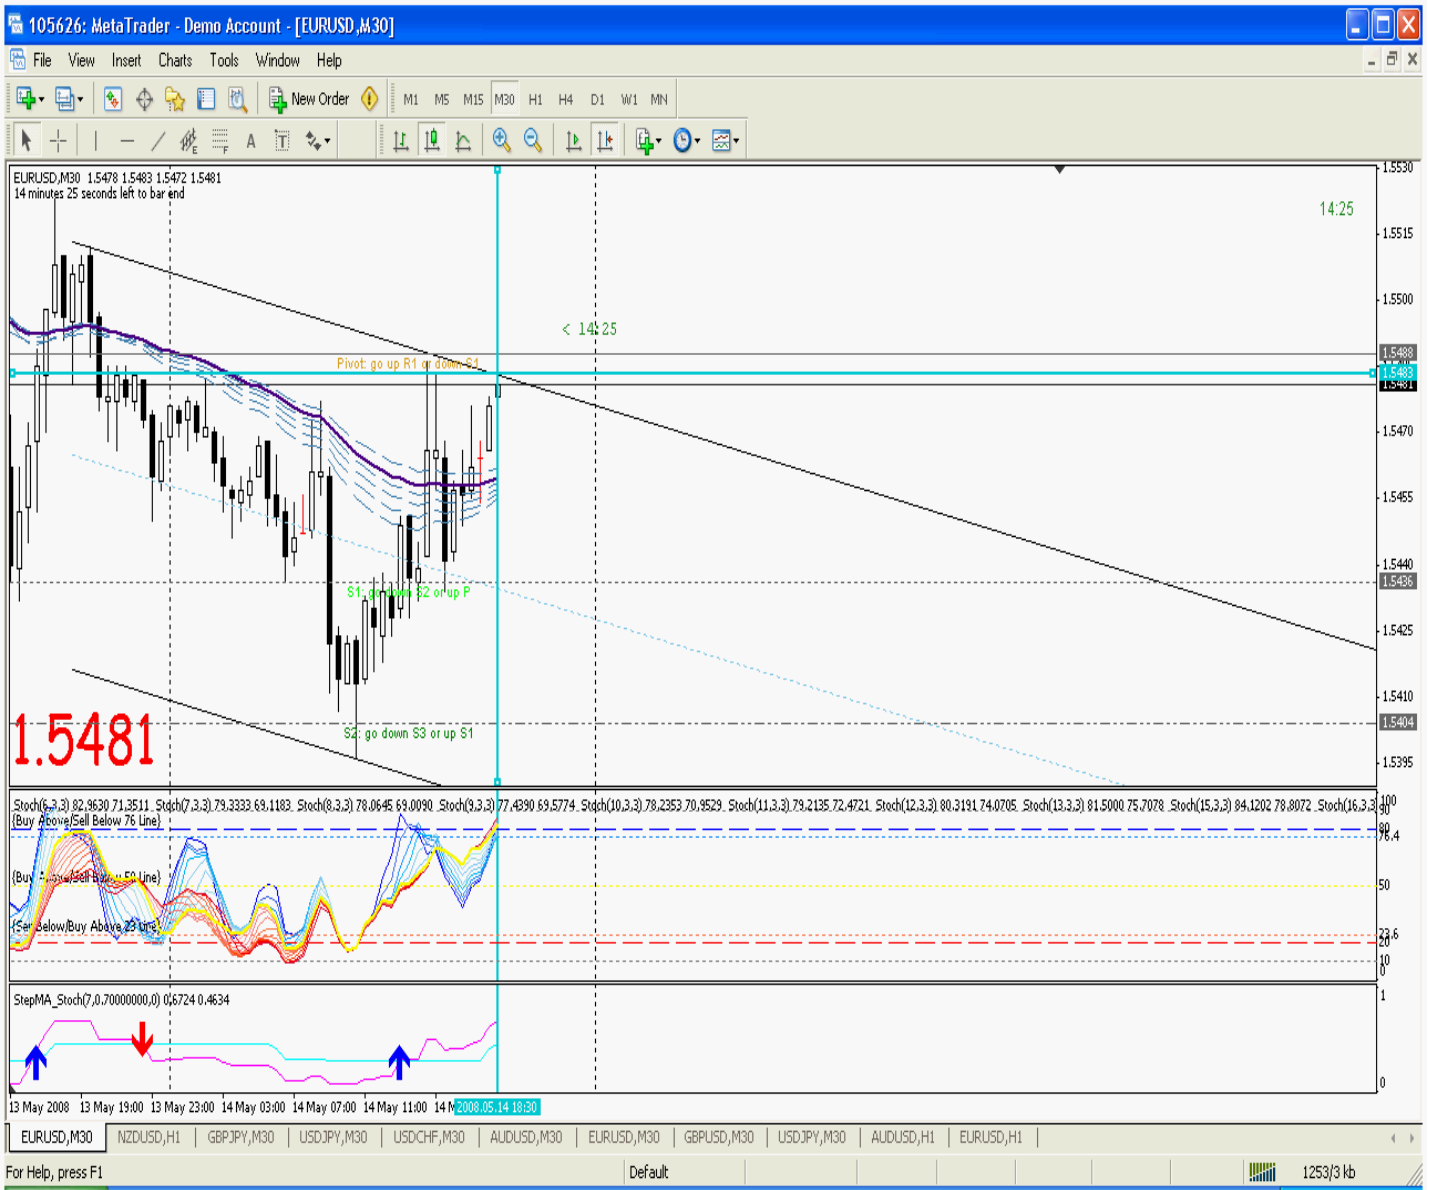 105626: MetaTrader - Demo Account - [EURUSD,M30]
File View Insert Charts Tools Window Help
New Order M1 M5 M15 M30 H1 H4 D1 W1 MN
EURUSD,M30 1.5478 1.5483 1.5472 1.5481
14 minutes 25 seconds left to bar end
1.5530
14:25
1.5515
1.5500
< 14:25
1.5488
Pivot: go up R1 or down S1
1.5483
1.5481
1.5470
1.5455
1.5440
1.5436
S1: go down S2 or up P
1.5425
1.5410
1.5404
1.5481
S2: go down S3 or up S1
1.5395
Stoch(6,3,3) 82.9630 71.3511 Stoch(7,3,3) 79.3333 69.1183 Stoch(8,3,3) 78.0645 69.0090 Stoch(9,3,3) 77.4390 69.5774 Stoch(10,3,3) 78.2353 70.9529 Stoch(11,3,3) 79.2135 72.4721 Stoch(12,3,3) 80.3191 74.0705 Stoch(13,3,3) 81.5000 75.7078 Stoch(15,3,3) 84.1202 78.8072 Stoch(16,3,3) 100
{Buy Above/Sell Below 76 Line}
76.4
50
{Sell Below/Buy Above 23 Line}
23.6
20
10
0
StepMA_Stoch(7,0.70000000,0) 0.6724 0.4634
1
0
13 May 2008 13 May 19:00 13 May 23:00 14 May 03:00 14 May 07:00 14 May 11:00 14 2008.05.14 18:30
EURUSD,M30 NZDUSD,H1 GBPJPY,M30 USDJPY,M30 USDCHF,M30 AUDUSD,M30 EURUSD,M30 GBPUSD,M30 USDJPY,M30 AUDUSD,H1 EURUSD,H1
For Help, press F1 Default 1253/3 kb